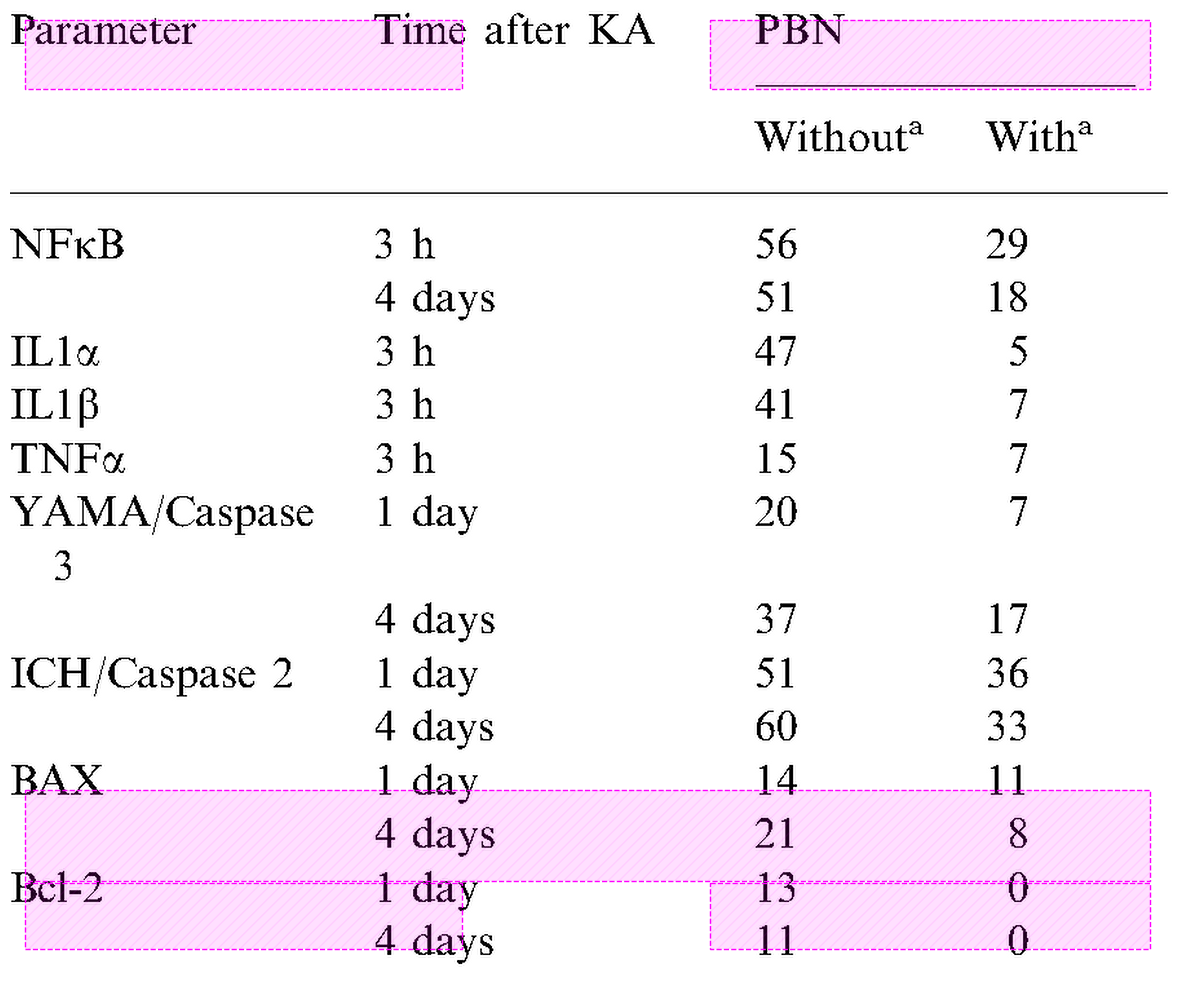 Parameter Time after KA PBN
Withoutᵃ Withᵃ
NFκB 3 h 56 29
4 days 51 18
IL1α 3 h 47 5
IL1β 3 h 41 7
TNFα 3 h 15 7
YAMA/Caspase 1 day 20 7
3
4 days 37 17
ICH/Caspase 2 1 day 51 36
4 days 60 33
BAX 1 day 14 11
4 days 21 8
Bcl-2 1 day 13 0
4 days 11 0